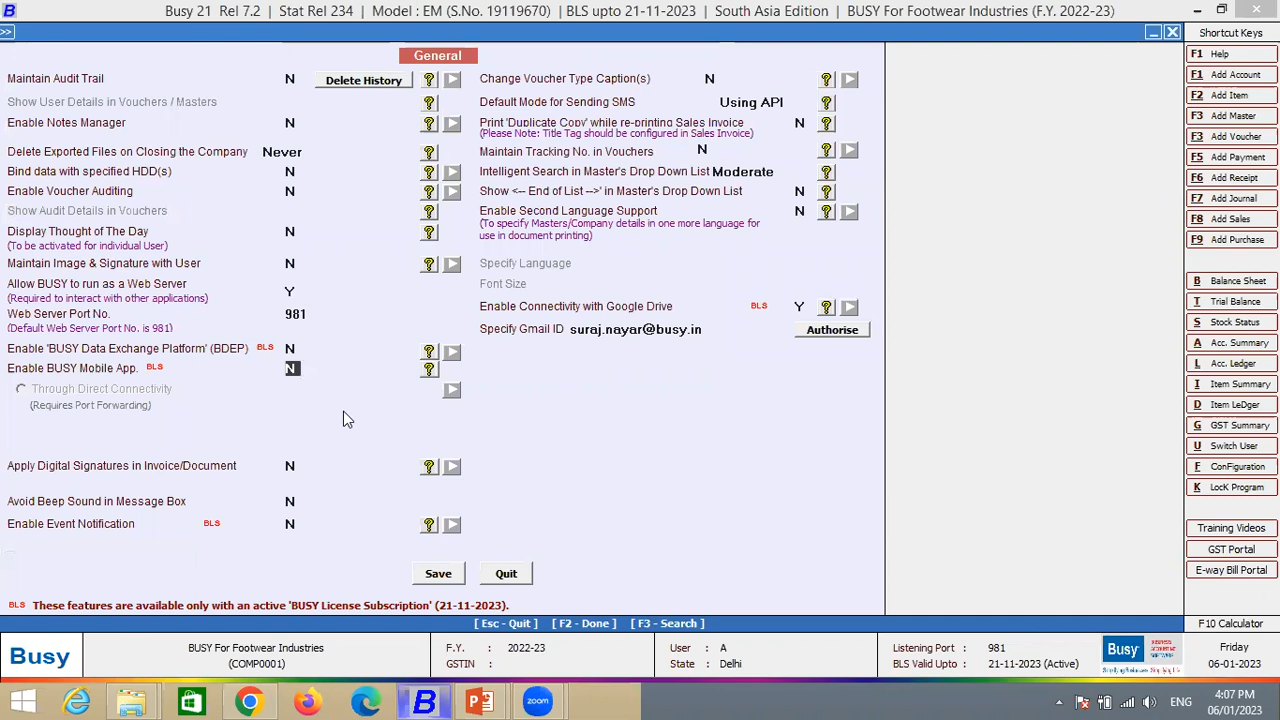 Busy 21 Rel 7.2 | Stat Rel 234 | Model : EM (S.No. 19119670) | BLS upto 21-11-2023 | South Asia Edition | BUSY For Footwear Industries (F.Y. 2022-23)
>>
Shortcut Keys
General
Maintain Audit Trail N Delete History ?
Show User Details in Vouchers / Masters ?
Enable Notes Manager N ?
Delete Exported Files on Closing the Company Never ?
Bind data with specified HDD(s) N ?
Enable Voucher Auditing N ?
Show Audit Details in Vouchers ?
Display Thought of The Day N ?
(To be activated for individual User)
Maintain Image & Signature with User N ?
Allow BUSY to run as a Web Server Y
(Required to interact with other applications)
Web Server Port No. 981
(Default Web Server Port No. is 981)
Enable 'BUSY Data Exchange Platform' (BDEP) BLS N ?
Enable BUSY Mobile App. BLS N ?
Through Direct Connectivity
(Requires Port Forwarding)
Apply Digital Signatures in Invoice/Document N ?
Avoid Beep Sound in Message Box N
Enable Event Notification BLS N ?
Change Voucher Type Caption(s) N ?
Default Mode for Sending SMS Using API ?
Print 'Duplicate Copy' while re-printing Sales Invoice N ?
(Please Note: Title Tag should be configured in Sales Invoice)
Maintain Tracking No. in Vouchers N ?
Intelligent Search in Master's Drop Down List Moderate ?
Show <-- End of List -->' in Master's Drop Down List N ?
Enable Second Language Support N ?
(To specify Masters/Company details in one more language for
use in document printing)
Specify Language
Font Size
Enable Connectivity with Google Drive BLS Y ?
Specify Gmail ID suraj.nayar@busy.in Authorise
Save Quit
BLS These features are available only with an active 'BUSY License Subscription' (21-11-2023).
[ Esc - Quit ] [ F2 - Done ] [ F3 - Search ]
F1 Help
F1 Add Account
F2 Add Item
F3 Add Master
F3 Add Voucher
F5 Add Payment
F6 Add Receipt
F7 Add Journal
F8 Add Sales
F9 Add Purchase
B Balance Sheet
T Trial Balance
S Stock Status
A Acc. Summary
L Acc. Ledger
I Item Summary
D Item LeDger
G GST Summary
U Switch User
F ConFiguration
K LocK Program
Training Videos
GST Portal
E-way Bill Portal
F10 Calculator
Busy
BUSY For Footwear Industries
(COMP0001)
F.Y. : 2022-23
GSTIN :
User : A
State : Delhi
Listening Port : 981
BLS Valid Upto : 21-11-2023 (Active)
Busy
Friday
06-01-2023
ENG
4:07 PM
06/01/2023